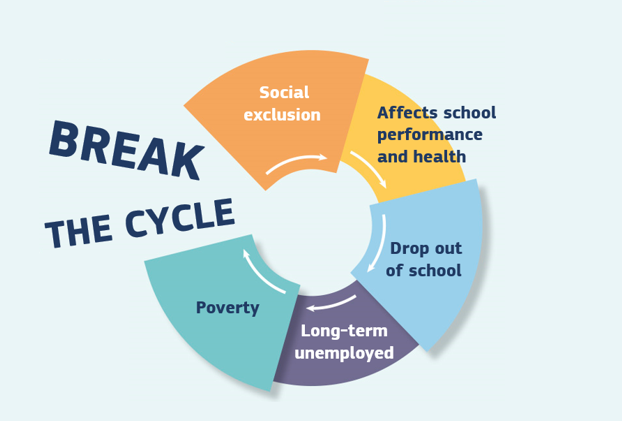 BREAK
THE CYCLE
Social
exclusion
Affects school
performance
and health
Drop out
of school
Long-term
unemployed
Poverty